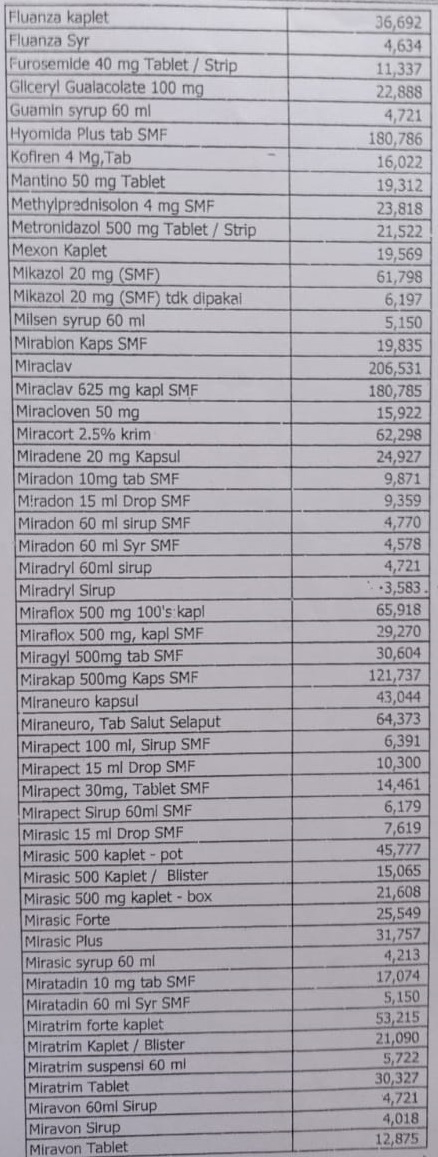 Fluanza kaplet 36,692
Fluanza Syr 4,634
Furosemide 40 mg Tablet / Strip 11,337
Gliceryl Gualacolate 100 mg 22,888
Guamin syrup 60 ml 4,721
Hyomida Plus tab SMF 180,786
Kofiren 4 Mg,Tab 16,022
Mantino 50 mg Tablet 19,312
Methylprednisolon 4 mg SMF 23,818
Metronidazol 500 mg Tablet / Strip 21,522
Mexon Kaplet 19,569
Mikazol 20 mg (SMF) 61,798
Mikazol 20 mg (SMF) tdk dipakai 6,197
Milsen syrup 60 ml 5,150
Mirabion Kaps SMF 19,835
Miraclav 206,531
Miraclav 625 mg kapl SMF 180,785
Miracloven 50 mg 15,922
Miracort 2.5% krim 62,298
Miradene 20 mg Kapsul 24,927
Miradon 10mg tab SMF 9,871
Miradon 15 ml Drop SMF 9,359
Miradon 60 ml sirup SMF 4,770
Miradon 60 ml Syr SMF 4,578
Miradryl 60ml sirup 4,721
Miradryl Sirup 3,583
Miraflox 500 mg 100's kapl 65,918
Miraflox 500 mg, kapl SMF 29,270
Miragyl 500mg tab SMF 30,604
Mirakap 500mg Kaps SMF 121,737
Miraneuro kapsul 43,044
Miraneuro, Tab Salut Selaput 64,373
Mirapect 100 ml, Sirup SMF 6,391
Mirapect 15 ml Drop SMF 10,300
Mirapect 30mg, Tablet SMF 14,461
Mirapect Sirup 60ml SMF 6,179
Mirasic 15 ml Drop SMF 7,619
Mirasic 500 kaplet - pot 45,777
Mirasic 500 Kaplet / Blister 15,065
Mirasic 500 mg kaplet - box 21,608
Mirasic Forte 25,549
Mirasic Plus 31,757
Mirasic syrup 60 ml 4,213
Miratadin 10 mg tab SMF 17,074
Miratadin 60 ml Syr SMF 5,150
Miratrim forte kaplet 53,215
Miratrim Kaplet / Blister 21,090
Miratrim suspensi 60 ml 5,722
Miratrim Tablet 30,327
Miravon 60ml Sirup 4,721
Miravon Sirup 4,018
Miravon Tablet 12,875